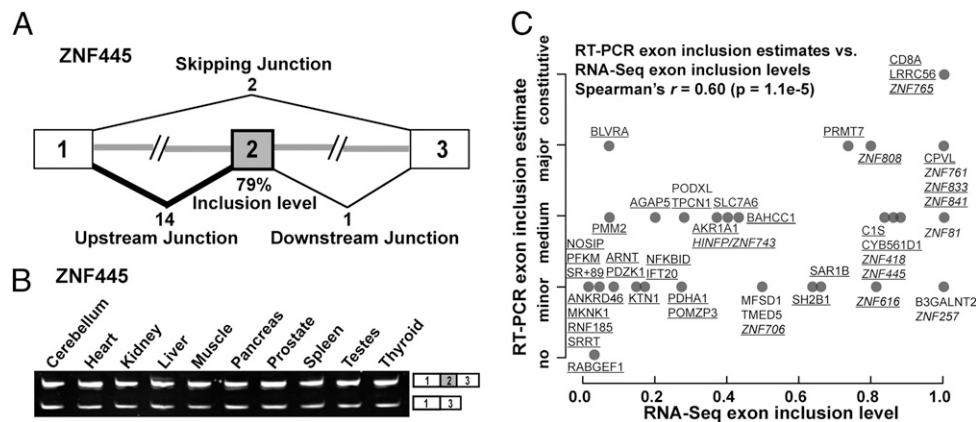 A
ZNF445
Skipping Junction
2
1
2
3
79%
Inclusion level
14
1
Upstream Junction
Downstream Junction
B
ZNF445
Cerebellum
Heart
Kidney
Liver
Muscle
Pancreas
Prostate
Spleen
Testes
Thyroid
1 2 3
1 3
C
RT-PCR exon inclusion estimates vs.
RNA-Seq exon inclusion levels
Spearman's r = 0.60 (p = 1.1e-5)
RT-PCR exon inclusion estimate
constitutive
major
medium
minor
no
CD8A
LRRC56
ZNF765
BLVRA
PRMT7
ZNF808
CPVL
ZNF761
ZNF833
ZNF841
PMM2
AGAP5
PODXL
TPCN1
SLC7A6
AKR1A1
HINFP/ZNF743
BAHCC1
C1S
CYB561D1
ZNF418
ZNF445
ZNF81
NOSIP
PFKM
SR+89
ARNT
PDZK1
NFKBID
IFT20
SAR1B
ANKRD46
MKNK1
RNF185
SRRT
KTN1
PDHA1
POMZP3
MFSD1
TMED5
ZNF706
SH2B1
ZNF616
B3GALNT2
ZNF257
RABGEF1
0.0 0.2 0.4 0.6 0.8 1.0
RNA-Seq exon inclusion level